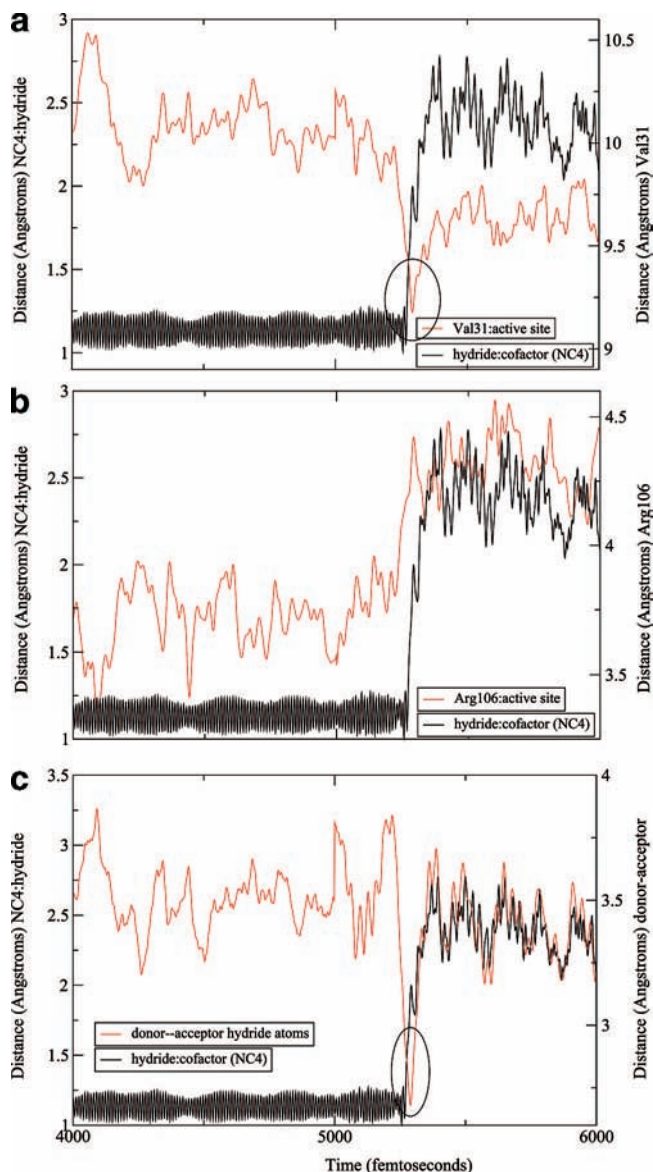 a
Distance (Angstroms) NC4:hydride
3
2.5
2
1.5
1
10.5
10
9.5
9
Distance (Angstroms) Val31
Val31:active site
hydride:cofactor (NC4)
b
Distance (Angstroms) NC4:hydride
3
2.5
2
1.5
1
4.5
4
3.5
Distance (Angstroms) Arg106
Arg106:active site
hydride:cofactor (NC4)
c
Distance (Angstroms) NC4:hydride
3.5
3
2.5
2
1.5
1
4
3.5
3
Distance (Angstroms) donor-acceptor
donor--acceptor hydride atoms
hydride:cofactor (NC4)
4000
5000
6000
Time (femtoseconds)